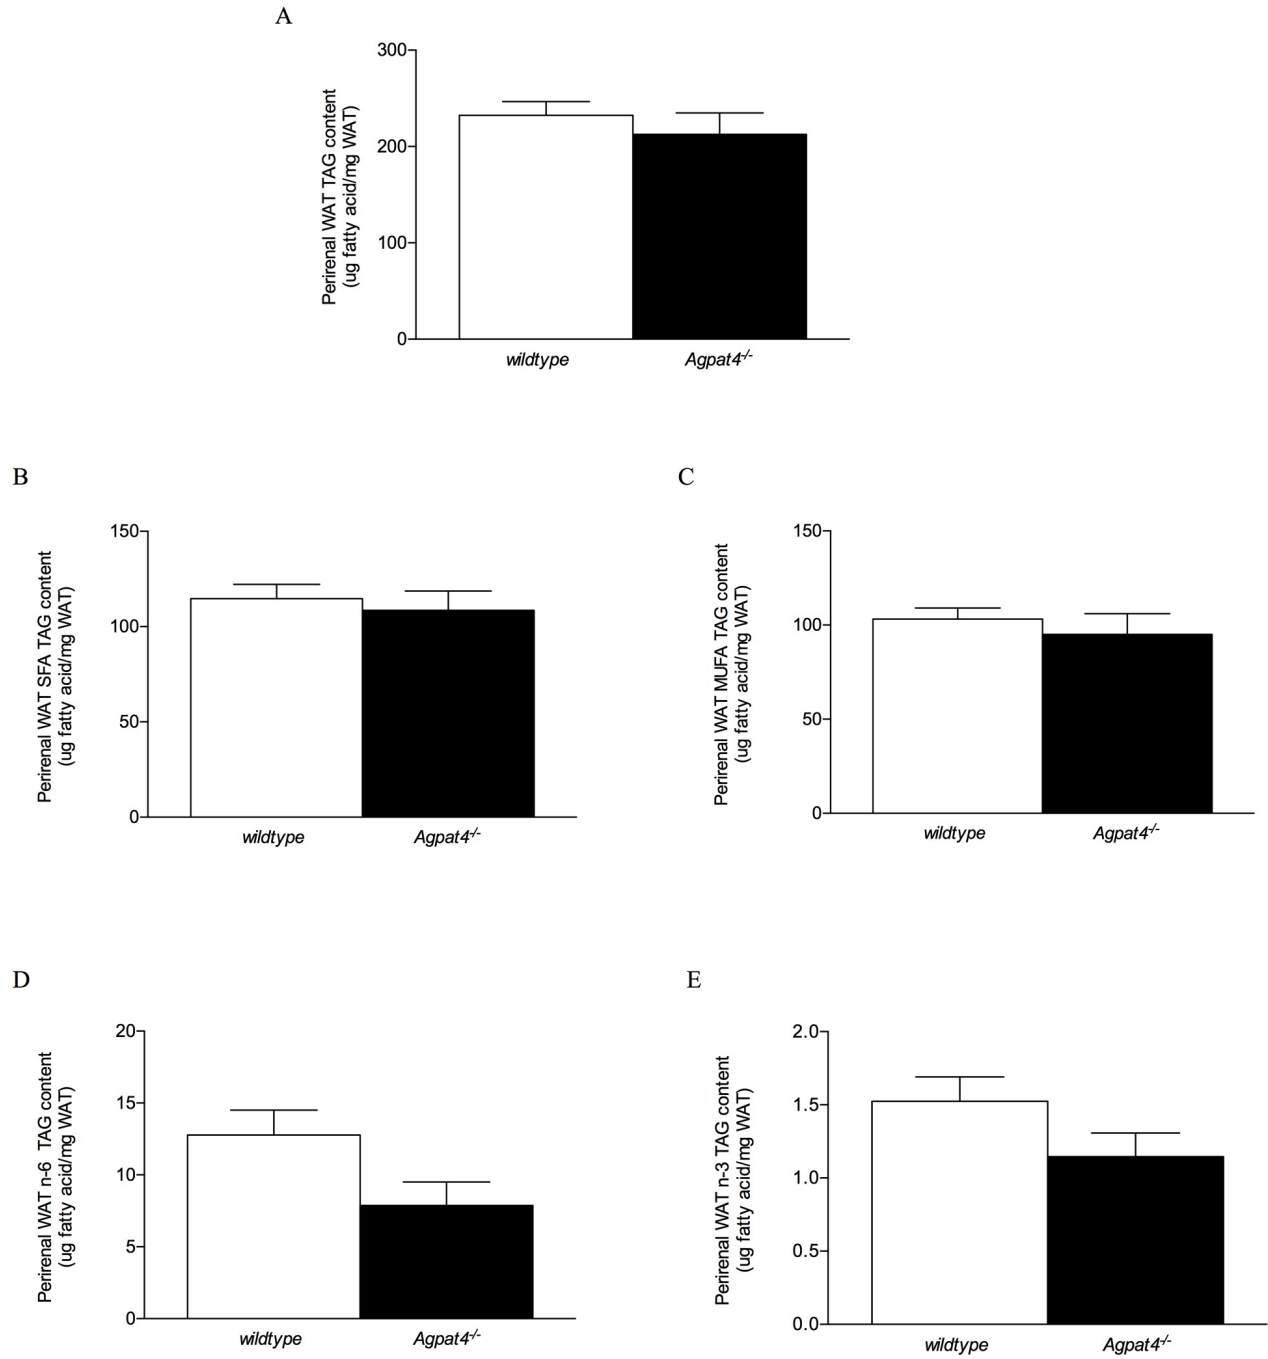 A
Perirenal WAT TAG content
(ug fatty acid/mg WAT)
300
200
100
0
wildtype
Agpat4-/-
B
Perirenal WAT SFA TAG content
(ug fatty acid/mg WAT)
150
100
50
0
wildtype
Agpat4-/-
C
Perirenal WAT MUFA TAG content
(ug fatty acid/mg WAT)
150
100
50
0
wildtype
Agpat4-/-
D
Perirenal WAT n-6 TAG content
(ug fatty acid/mg WAT)
20
15
10
5
0
wildtype
Agpat4-/-
E
Perirenal WAT n-3 TAG content
(ug fatty acid/mg WAT)
2.0
1.5
1.0
0.5
0.0
wildtype
Agpat4-/-